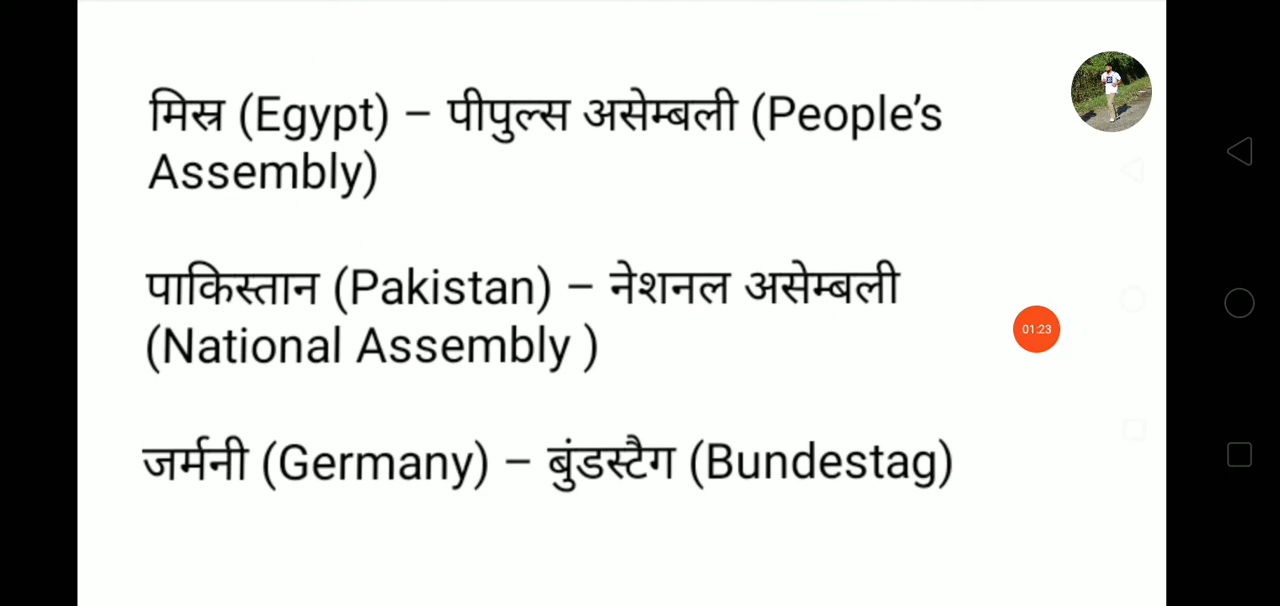 मिस्र (Egypt) – पीपुल्स असेम्बली (People’s
Assembly)
पाकिस्तान (Pakistan) – नेशनल असेम्बली
(National Assembly )
01:23
जर्मनी (Germany) – बुंडस्टैग (Bundestag)